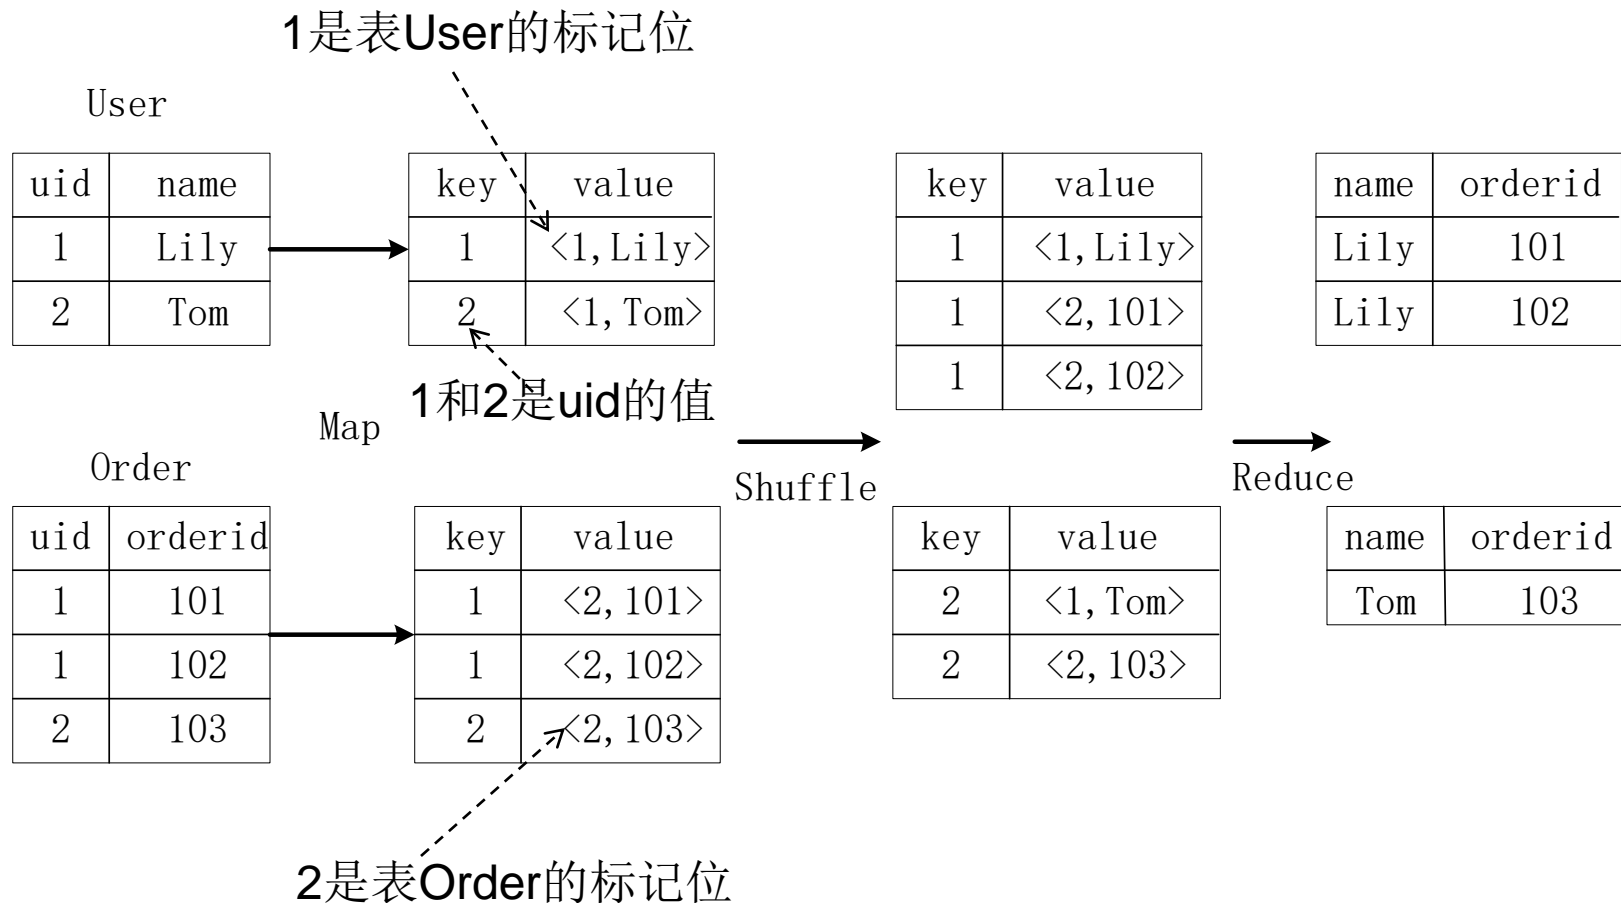 1是表User的标记位
User
uid name
1 Lily
2 Tom
key value
1 <1,Lily>
2 <1,Tom>
1和2是uid的值
Map
Order
uid orderid
1 101
1 102
2 103
key value
1 <2,101>
1 <2,102>
2 <2,103>
2是表Order的标记位
Shuffle
key value
1 <1,Lily>
1 <2,101>
1 <2,102>
key value
2 <1,Tom>
2 <2,103>
Reduce
name orderid
Lily 101
Lily 102
name orderid
Tom 103